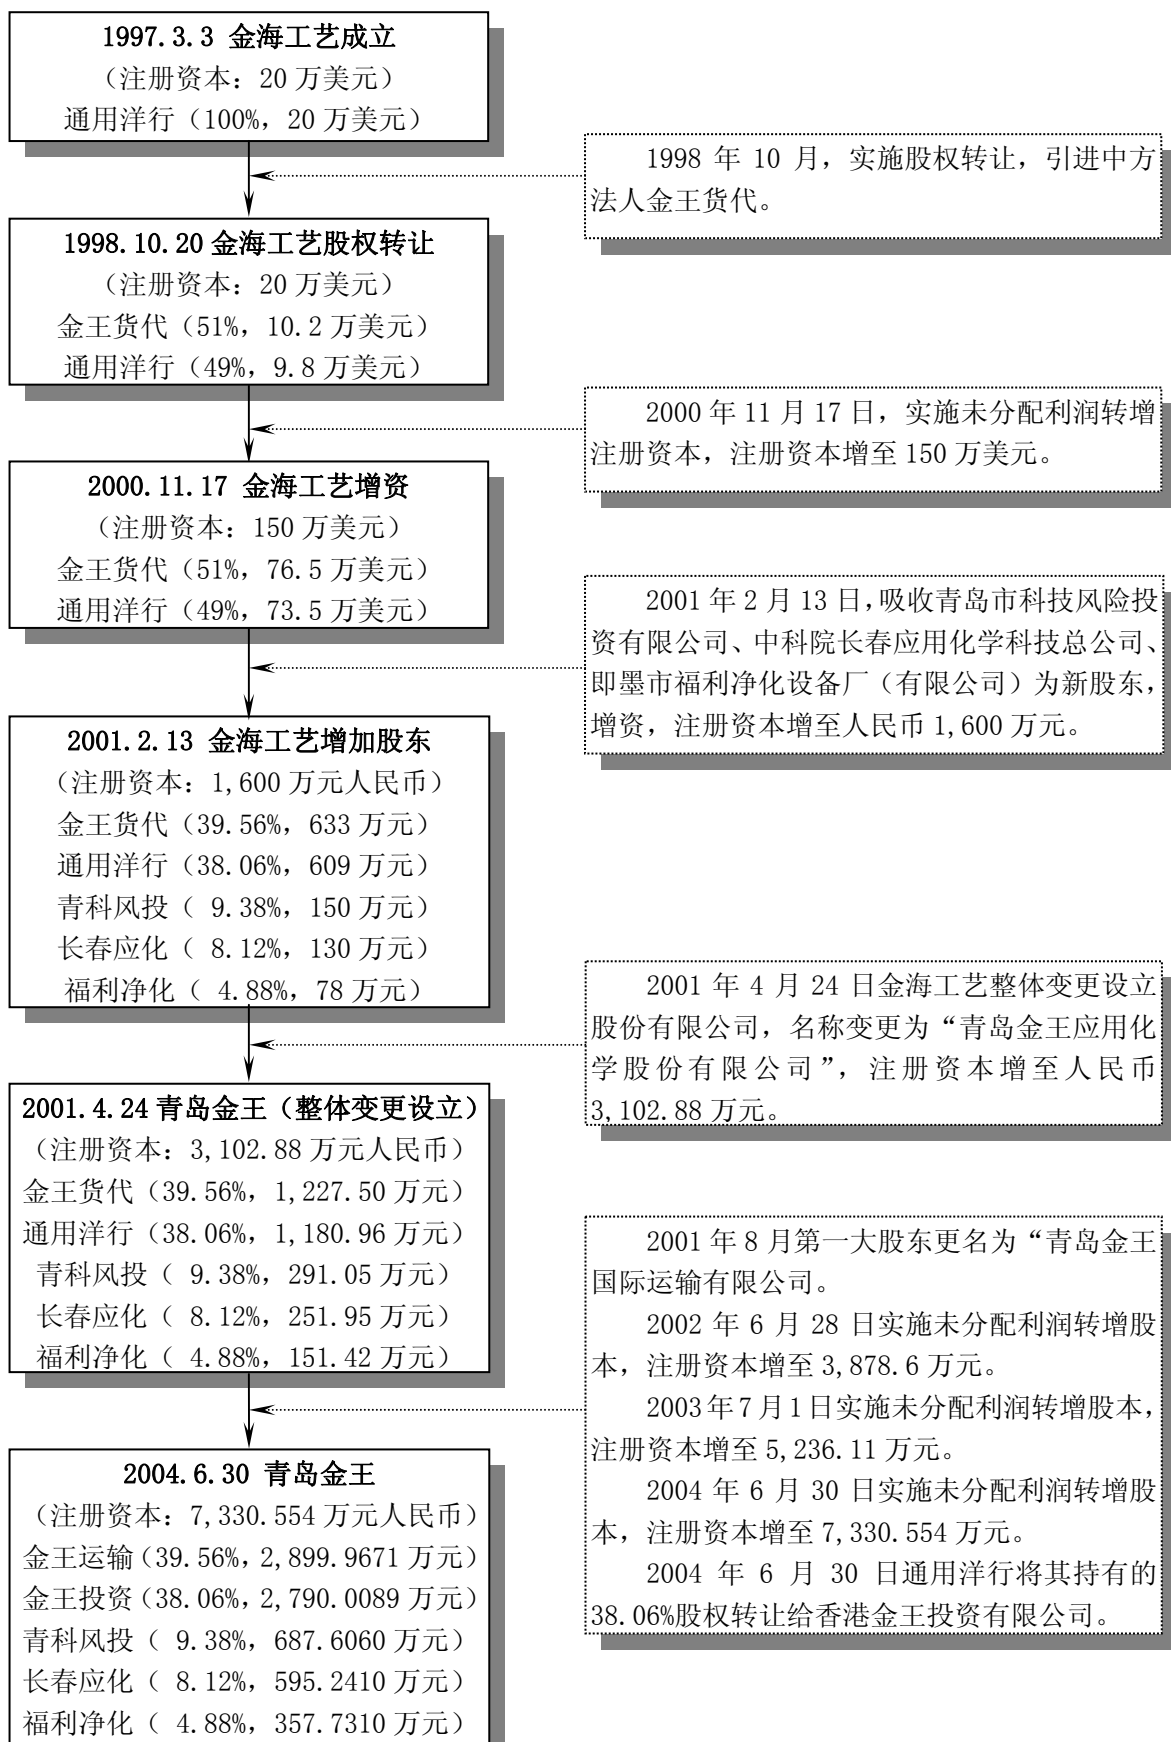 1997.3.3 金海工艺成立
（注册资本：20 万美元）
通用洋行（100%，20 万美元）
1998 年 10 月，实施股权转让，引进中方
法人金王货代。
1998.10.20 金海工艺股权转让
（注册资本：20 万美元）
金王货代（51%，10.2 万美元）
通用洋行（49%，9.8 万美元）
2000 年 11 月 17 日，实施未分配利润转增
注册资本，注册资本增至 150 万美元。
2000.11.17 金海工艺增资
（注册资本：150 万美元）
金王货代（51%，76.5 万美元）
通用洋行（49%，73.5 万美元）
2001 年 2 月 13 日，吸收青岛市科技风险投
资有限公司、中科院长春应用化学科技总公司、
即墨市福利净化设备厂（有限公司）为新股东，
增资，注册资本增至人民币 1,600 万元。
2001.2.13 金海工艺增加股东
（注册资本：1,600 万元人民币）
金王货代（39.56%，633 万元）
通用洋行（38.06%，609 万元）
青科风投（ 9.38%，150 万元）
长春应化（ 8.12%，130 万元）
福利净化（ 4.88%，78 万元）
2001 年 4 月 24 日金海工艺整体变更设立
股份有限公司，名称变更为“青岛金王应用化
学股份有限公司”，注册资本增至人民币
3,102.88 万元。
2001.4.24 青岛金王（整体变更设立）
（注册资本：3,102.88 万元人民币）
金王货代（39.56%，1,227.50 万元）
通用洋行（38.06%，1,180.96 万元）
青科风投（ 9.38%，291.05 万元）
长春应化（ 8.12%，251.95 万元）
福利净化（ 4.88%，151.42 万元）
2001 年 8 月第一大股东更名为“青岛金王
国际运输有限公司。
2002 年 6 月 28 日实施未分配利润转增股
本，注册资本增至 3,878.6 万元。
2003 年 7 月 1 日实施未分配利润转增股本，
注册资本增至 5,236.11 万元。
2004 年 6 月 30 日实施未分配利润转增股
本，注册资本增至 7,330.554 万元。
2004 年 6 月 30 日通用洋行将其持有的
38.06%股权转让给香港金王投资有限公司。
2004.6.30 青岛金王
（注册资本：7,330.554 万元人民币）
金王运输（39.56%，2,899.9671 万元）
金王投资（38.06%，2,790.0089 万元）
青科风投（ 9.38%，687.6060 万元）
长春应化（ 8.12%，595.2410 万元）
福利净化（ 4.88%，357.7310 万元）